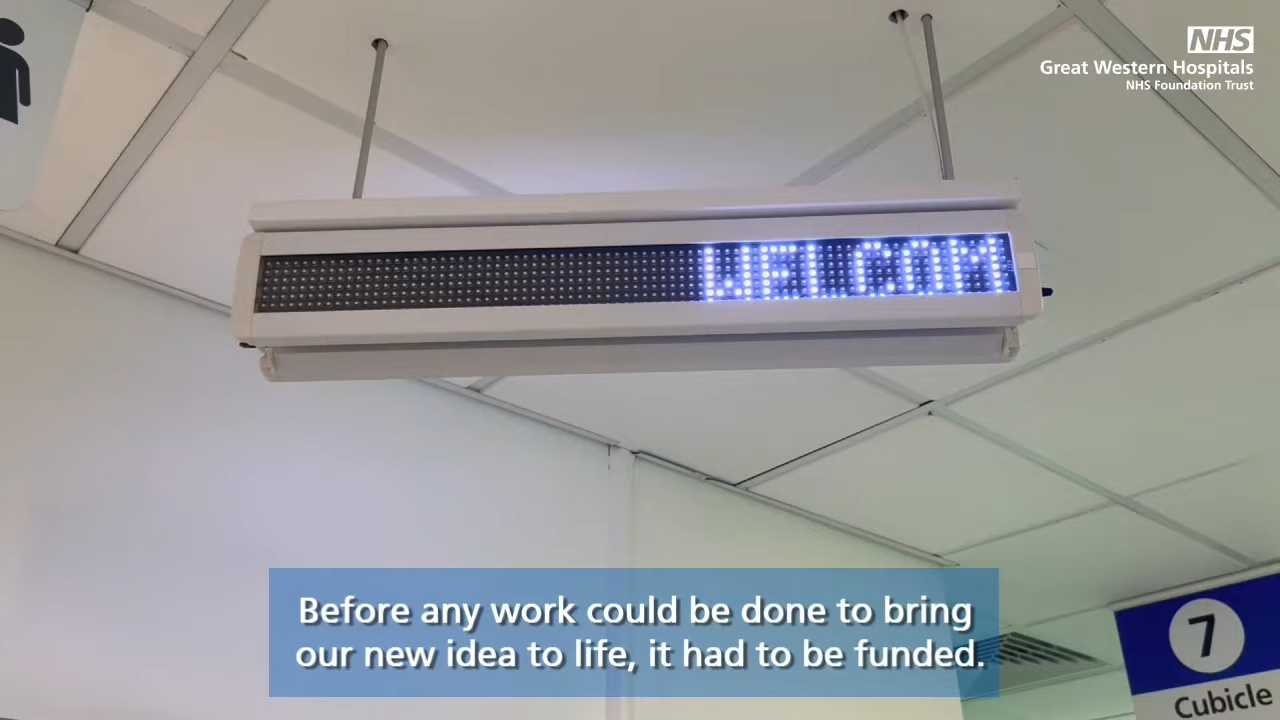 NHS
Great Western Hospitals
NHS Foundation Trust
WELCOM
Before any work could be done to bring
our new idea to life, it had to be funded.
7
Cubicle